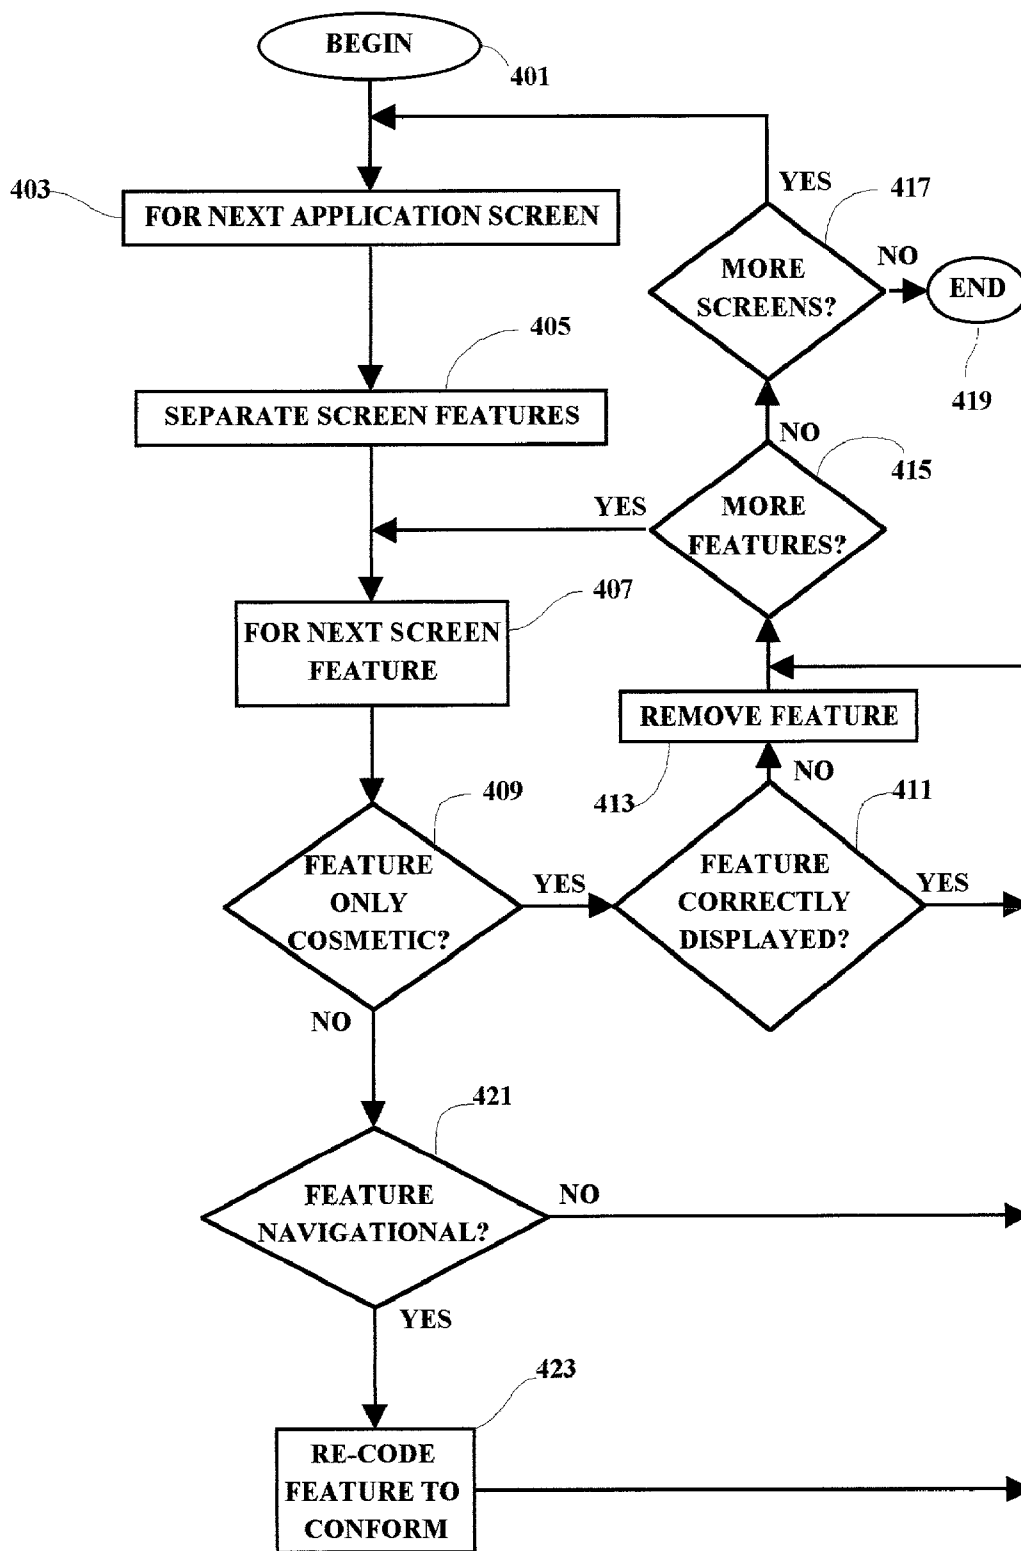 BEGIN
401
403
FOR NEXT APPLICATION SCREEN
YES
417
MORE
SCREENS?
NO
END
419
405
SEPARATE SCREEN FEATURES
NO
415
YES
MORE
FEATURES?
407
FOR NEXT SCREEN
FEATURE
REMOVE FEATURE
413
NO
411
409
FEATURE
ONLY
COSMETIC?
YES
FEATURE
CORRECTLY
DISPLAYED?
YES
NO
421
FEATURE
NAVIGATIONAL?
NO
YES
423
RE-CODE
FEATURE TO
CONFORM